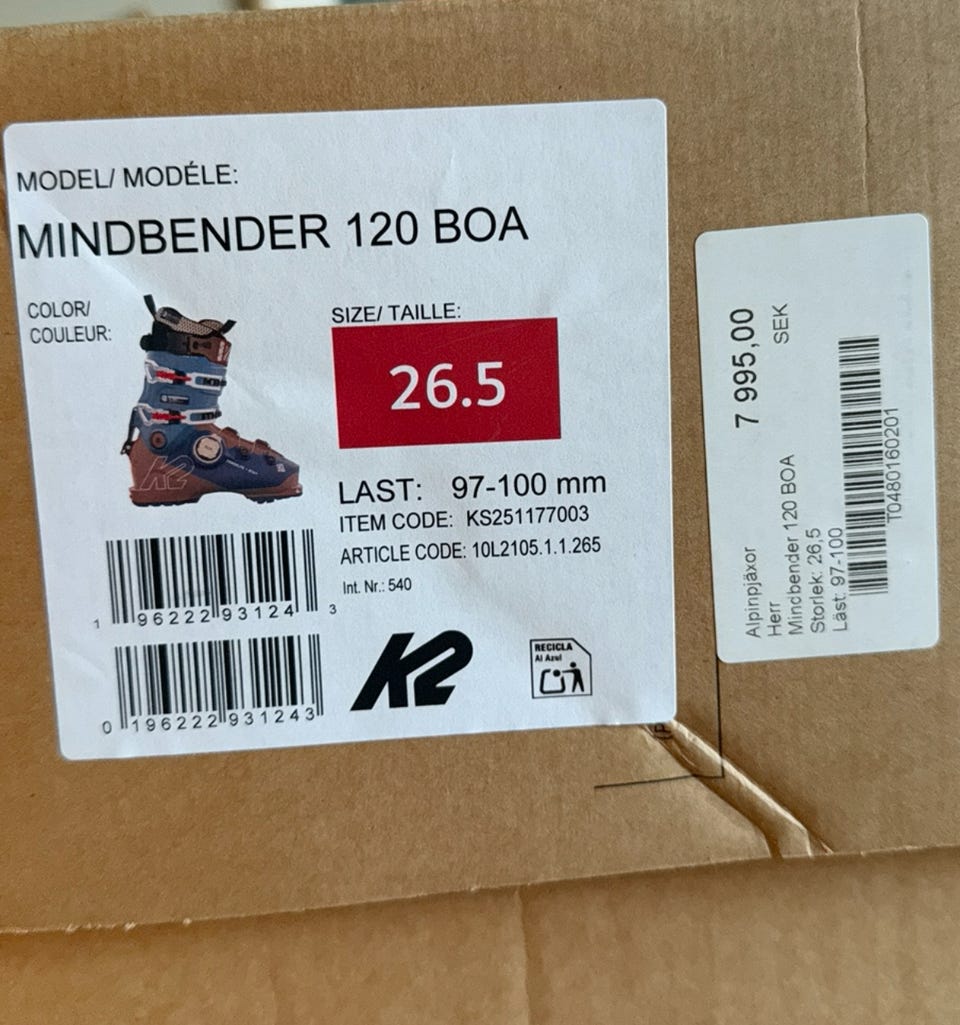 MODEL/ MODÉLE:
MINDBENDER 120 BOA
COLOR/
COULEUR:
SIZE/ TAILLE:
26.5
LAST: 97-100 mm
ITEM CODE: KS251177003
ARTICLE CODE: 10L2105.1.1.265
Int. Nr.: 540
1 96222 93124 3
0 196222 931243
K2
RECICLA
Al Azul
7 995,00
SEK
Alpinpjäxor
Herr
Mindbender 120 BOA
Storlek: 26,5
Läst: 97-100
T0480160201